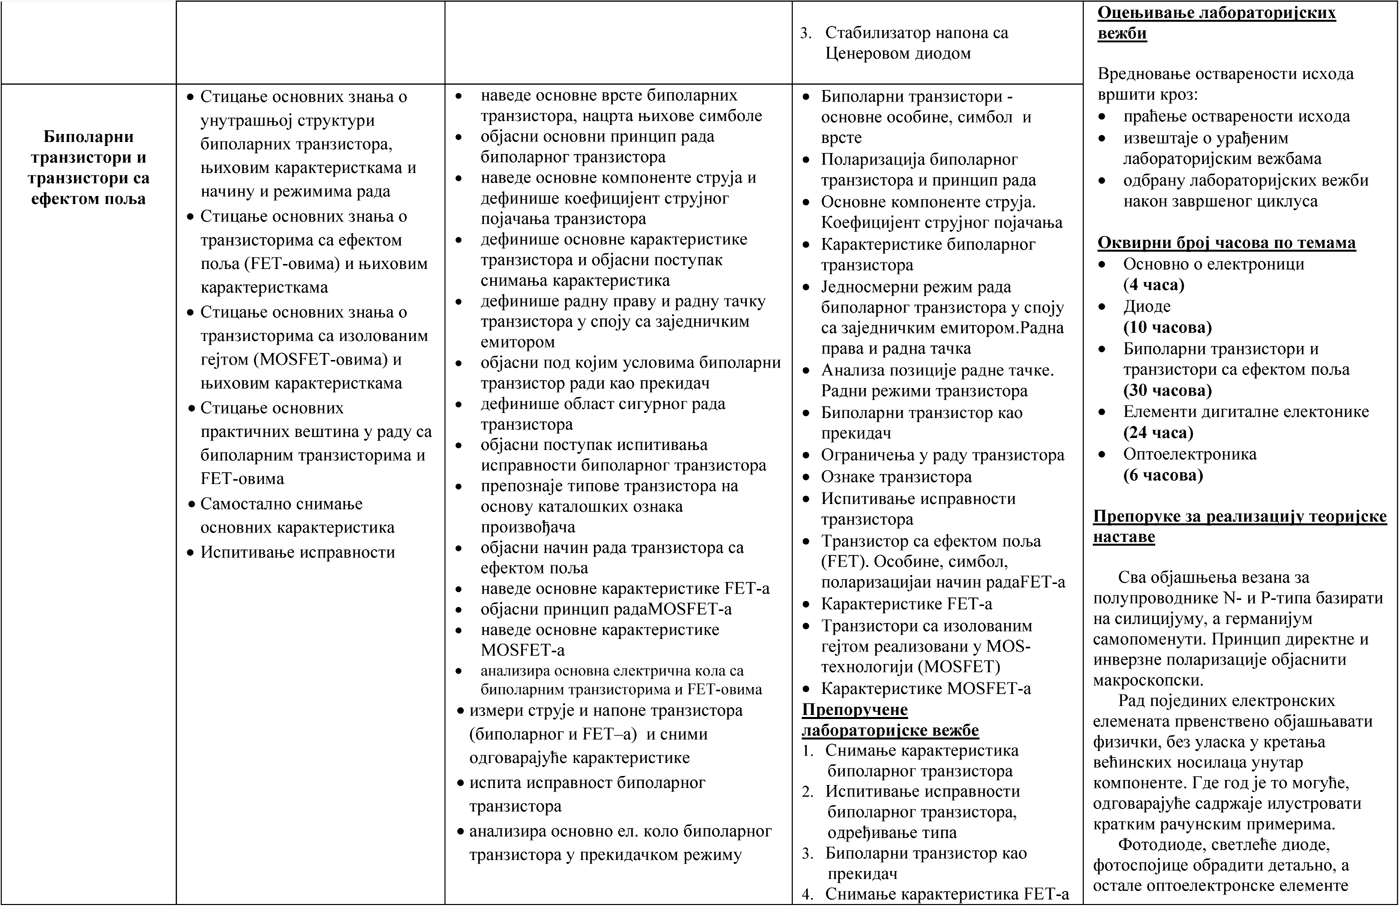 3. Стабилизатор напона са
Ценеровом диодом
Биполарни
транзистори и
транзистори са
ефектом поља
• Стицање основних знања о
унутрашњој структури
биполарних транзистора,
њиховим карактеристкама и
начину и режимима рада
• Стицање основних знања о
транзисторима са ефектом
поља (FET-овима) и њиховим
карактеристкама
• Стицање основних знања о
транзисторима са изолованим
гејтом (MOSFET-овима) и
њиховим карактеристкама
• Стицање основних
практичних вештина у раду са
биполарним транзисторима и
FET-овима
• Самостално снимање
основних карактеристика
• Испитивање исправности
• наведе основне врсте биполарних
транзистора, нацрта њихове симболе
• објасни основни принцип рада
биполарног транзистора
• наведе основне компоненте струја и
дефинише коефицијент струјног
појачања транзистора
• дефинише основне карактеристике
транзистора и објасни поступак
снимања карактеристика
• дефинише радну праву и радну тачку
транзистора у споју са заједничким
емитором
• објасни под којим условима биполарни
транзистор ради као прекидач
• дефинише област сигурног рада
транзистора
• објасни поступак испитивања
исправности биполарног транзистора
• препознаје типове транзистора на
основу каталошких ознака
произвођача
• објасни начин рада транзистора са
ефектом поља
• наведе основне карактеристике FET-а
• објасни принцип радаMOSFET-а
• наведе основне карактеристике
MOSFET-а
• анализира основна електрична кола са
биполарним транзисторима и FET-овима
• измери струје и напоне транзистора
(биполарног и FET–а) и сними
одговарајуће карактеристике
• испита исправност биполарног
транзистора
• анализира основно ел. коло биполарног
транзистора у прекидачком режиму
• Биполарни транзистори -
основне особине, симбол и
врсте
• Поларизација биполарног
транзистора и принцип рада
• Основне компоненте струја.
Коефицијент струјног појачања
• Карактеристике биполарног
транзистора
• Једносмерни режим рада
биполарног транзистора у споју
са заједничким емитором.Радна
права и радна тачка
• Анализа позиције радне тачке.
Радни режими транзистора
• Биполарни транзистор као
прекидач
• Ограничења у раду транзистора
• Ознаке транзистора
• Испитивање исправности
транзистора
• Транзистор са ефектом поља
(FET). Особине, симбол,
поларизацијаи начин радаFET-а
• Карактеристике FET-а
• Транзистори са изолованим
гејтом реализовани у MOS-
технологији (MOSFET)
• Карактеристике MOSFET-а
Препоручене
лабораторијске вежбе
1. Снимање карактеристика
биполарног транзистора
2. Испитивање исправности
биполарног транзистора,
одређивање типа
3. Биполарни транзистор као
прекидач
4. Снимање карактеристика FET-а
Оцењивање лабораторијских
вежби
Вредновање остварености исхода
вршити кроз:
• праћење остварености исхода
• извештаје о урађеним
лабораторијским вежбама
• одбрану лабораторијских вежби
након завршеног циклуса
Оквирни број часова по темама
• Основно о електроници
(4 часа)
• Диоде
(10 часова)
• Биполарни транзистори и
транзистори са ефектом поља
(30 часова)
• Елементи дигиталне електонике
(24 часа)
• Оптоелектроника
(6 часова)
Препоруке за реализацију теоријске
наставе
Сва објашњења везана за
полупроводнике N- и P-типа базирати
на силицијуму, а германијум
самопоменути. Принцип директне и
инверзне поларизације објаснити
макроскопски.
Рад појединих електронских
елемената првенствено објашњавати
физички, без уласка у кретања
већинских носилаца унутар
компоненте. Где год је то могуће,
одговарајуће садржаје илустровати
кратким рачунским примерима.
Фотодиоде, светлеће диоде,
фотоспојице обрадити детаљно, а
остале оптоелектронске елементе